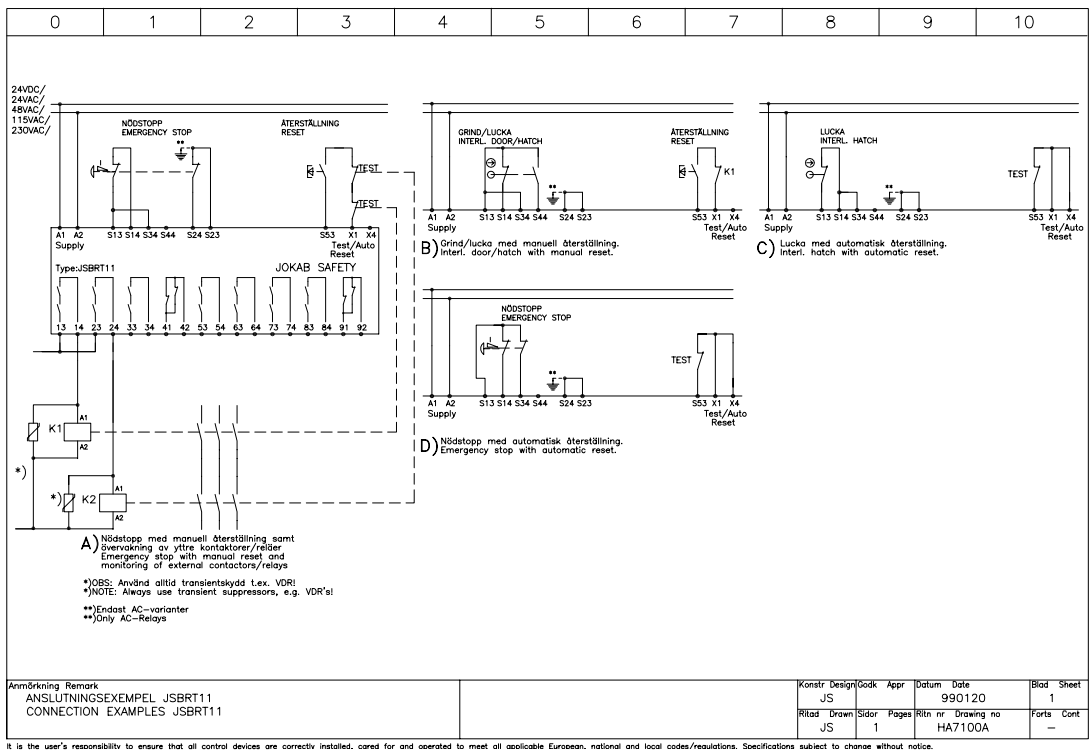 0 1 2 3 4 5 6 7 8 9 10
24VDC/
24VAC/
48VAC/
115VAC/
230VAC/
NÖDSTOPP
EMERGENCY STOP
**
ÅTERSTÄLLNING
RESET
TEST
TEST
A1 A2 S13 S14 S34 S44 S24 S23 S53 X1 X4
Supply
Test/Auto
Reset
Type:JSBRT11
JOKAB SAFETY
13 14 23 24 33 34 41 42 53 54 63 64 73 74 83 84 91 92
K1
A1
A2
*)
*)
K2
A1
A2
A) Nödstopp med manuell återställning samt
övervakning av yttre kontaktorer/reläer
Emergency stop with manual reset and
monitoring of external contactors/relays
*)OBS: Använd alltid transientskydd t.ex. VDR!
*)NOTE: Always use transient suppressors, e.g. VDR's!
**)Endast AC-varianter
**)Only AC-Relays
GRIND/LUCKA
INTERL. DOOR/HATCH
**
ÅTERSTÄLLNING
RESET
K1
A1 A2 S13 S14 S34 S44 S24 S23 S53 X1 X4
Supply
Test/Auto
Reset
B) Grind/lucka med manuell återställning.
Interl. door/hatch with manual reset.
LUCKA
INTERL. HATCH
**
TEST
A1 A2 S13 S14 S34 S44 S24 S23 S53 X1 X4
Supply
Test/Auto
Reset
C) Lucka med automatisk återställning.
Interl. hatch with automatic reset.
NÖDSTOPP
EMERGENCY STOP
**
TEST
A1 A2 S13 S14 S34 S44 S24 S23 S53 X1 X4
Supply
Test/Auto
Reset
D) Nödstopp med automatisk återställning.
Emergency stop with automatic reset.
Anmörkning Remark
ANSLUTNINGSEXEMPEL JSBRT11
CONNECTION EXAMPLES JSBRT11
Konstr Design Godk Appr Datum Date Blad Sheet
JS 990120 1
Ritad Drawn Sidor Pages Ritn nr Drawing no Forts Cont
JS 1 HA7100A -
It is the user's responsibility to ensure that all control devices are correctly installed, cared for and operated to meet all applicable European, national and local codes/regulations. Specifications subject to change without notice.